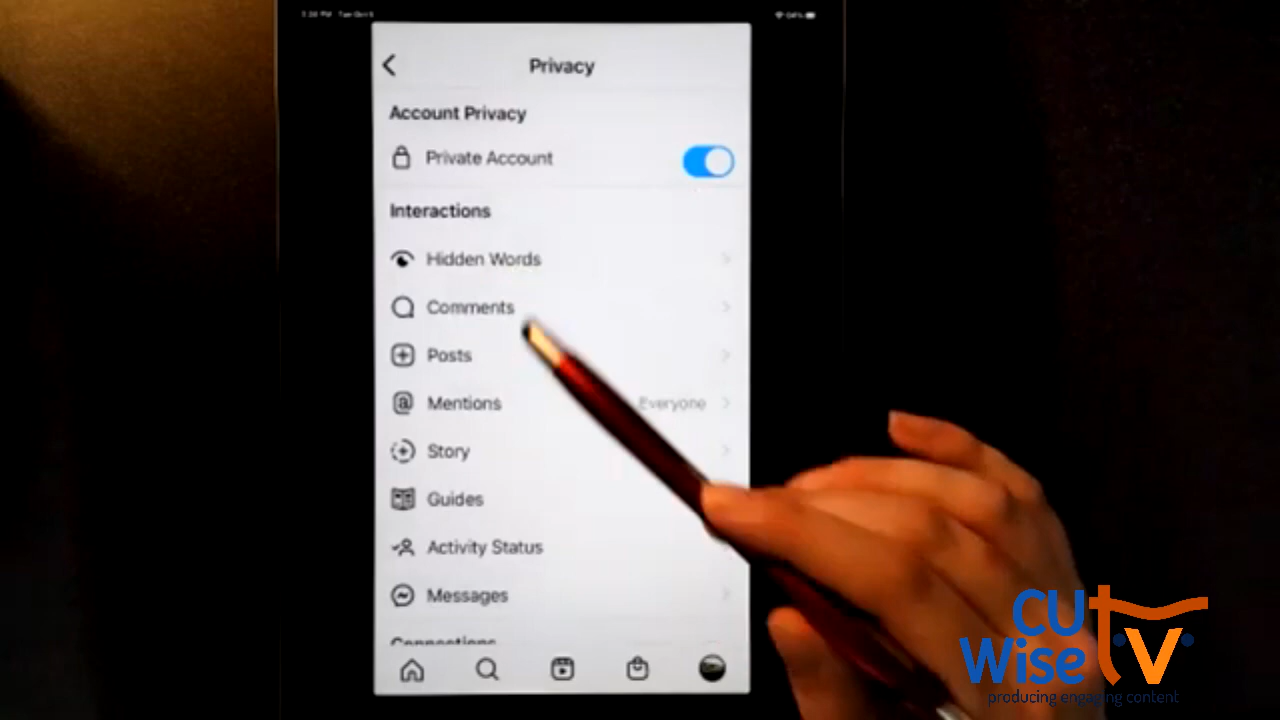 Privacy
Account Privacy
Private Account
Interactions
Hidden Words
Comments
Posts
Mentions Everyone
Story
Guides
Activity Status
Messages
Connections
CU
Wise tv
producing engaging content